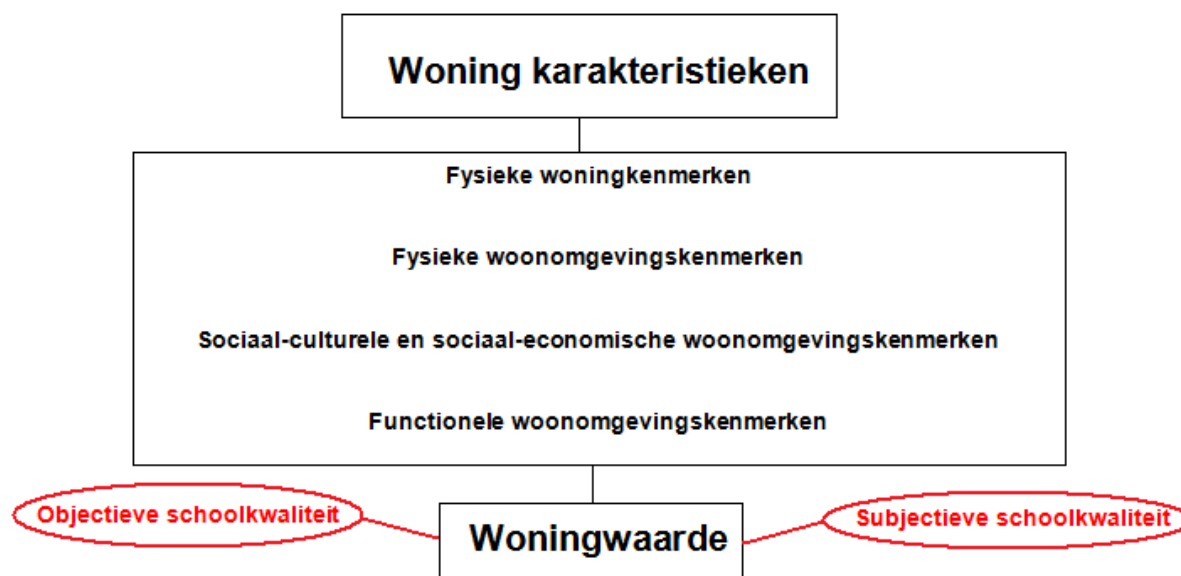 Woning karakteristieken
Fysieke woningkenmerken
Fysieke woonomgevingskenmerken
Sociaal-culturele en sociaal-economische woonomgevingskenmerken
Functionele woonomgevingskenmerken
Objectieve schoolkwaliteit
Woningwaarde
Subjectieve schoolkwaliteit